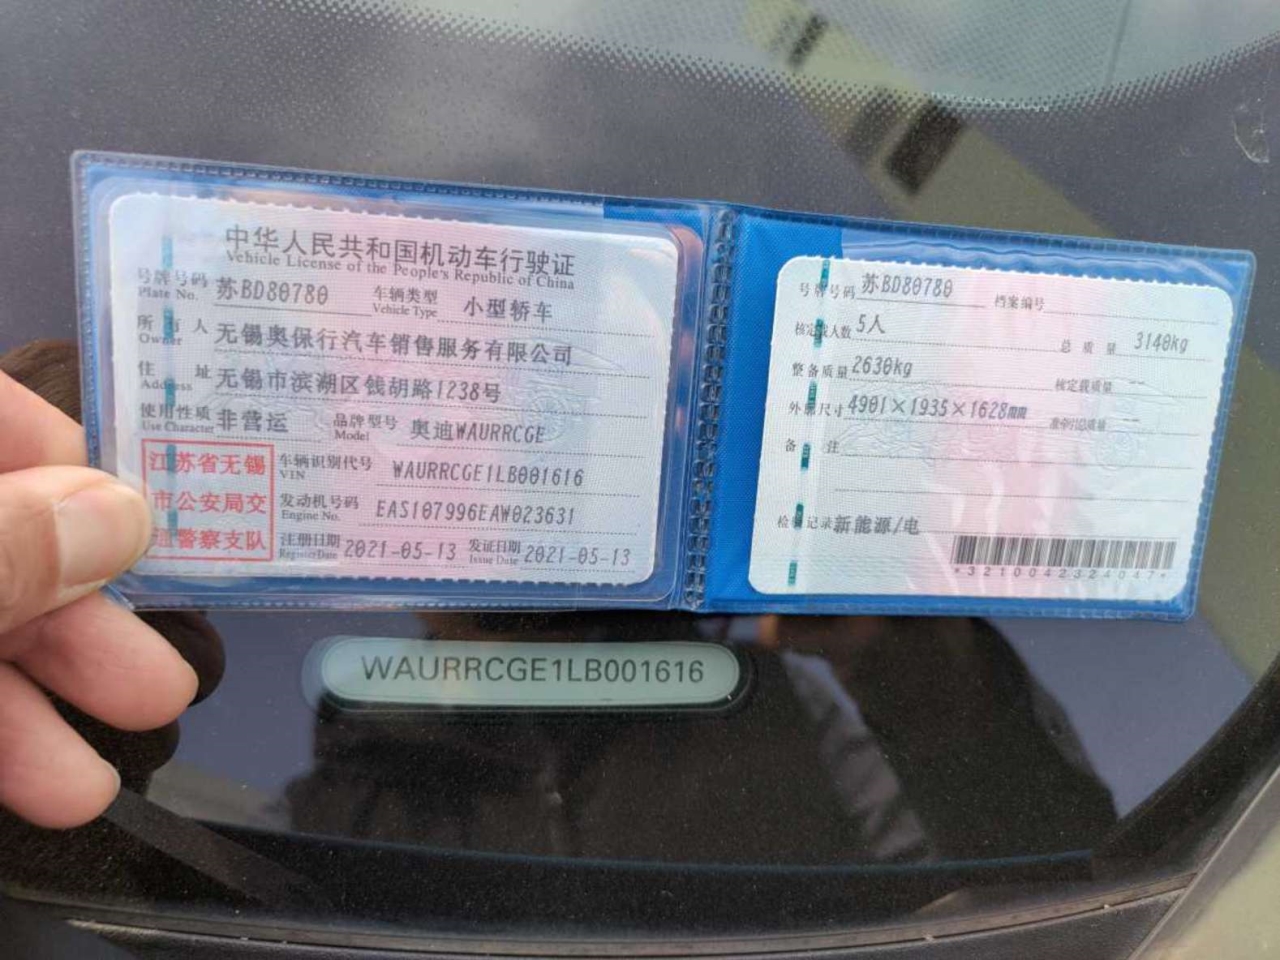 中华人民共和国机动车行驶证
Vehicle License of the People's Republic of China
号牌号码 苏BD80780 车辆类型 小型轿车
Plate No. Vehicle Type
所有人 无锡奥保行汽车销售服务有限公司
Owner
住址 无锡市滨湖区钱胡路1238号
Address
使用性质 非营运 品牌型号 奥迪WAURRCGE
Use Character Model
江苏省无锡
市公安局交
通警察支队
车辆识别代号 WAURRCGE1LB001616
VIN
发动机号码 EAS107996EAW023631
Engine No.
注册日期 2021-05-13 发证日期 2021-05-13
Register Date Issue Date
号牌号码 苏BD80780 档案编号
核定载人数 5人 总质量 3140kg
整备质量 2630kg 核定载质量 --
外廓尺寸 4901×1935×1628mm 准牵引总质量 --
备注
检验记录 新能源/电
*3210042324047*
WAURRCGE1LB001616